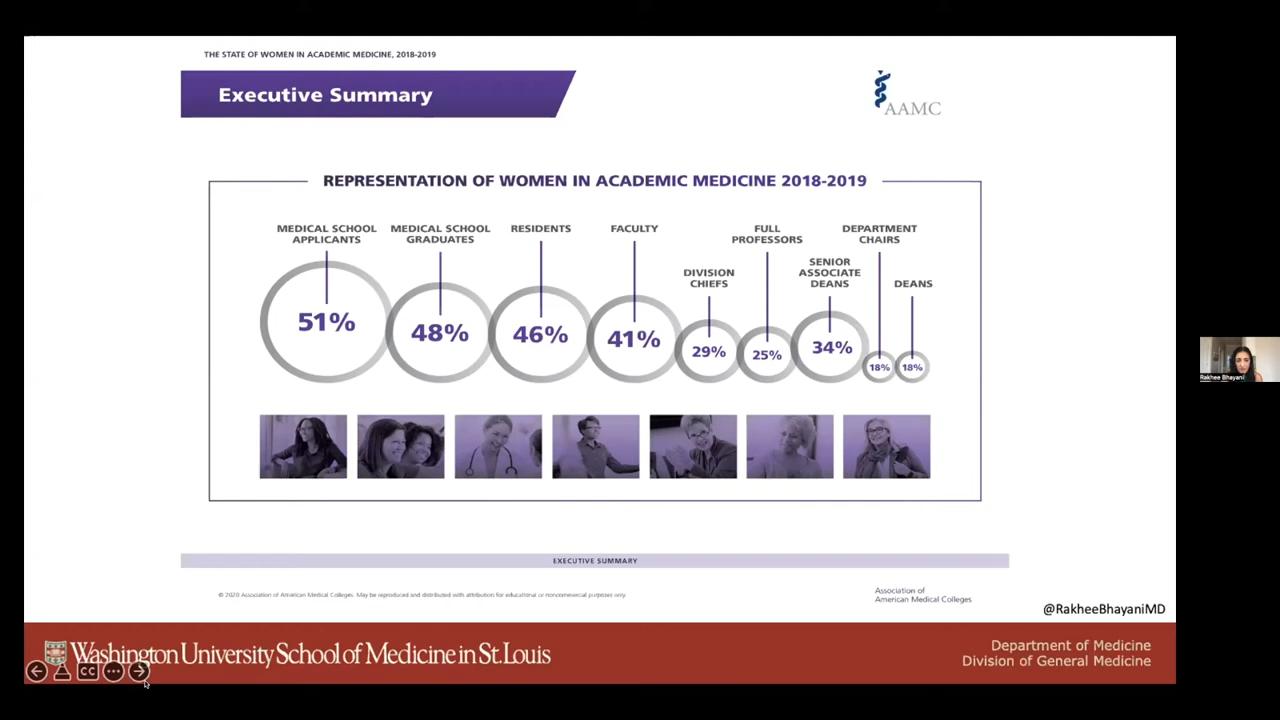 THE STATE OF WOMEN IN ACADEMIC MEDICINE, 2018-2019
Executive Summary
AAMC
REPRESENTATION OF WOMEN IN ACADEMIC MEDICINE 2018-2019
MEDICAL SCHOOL
APPLICANTS
51%
MEDICAL SCHOOL
GRADUATES
48%
RESIDENTS
46%
FACULTY
41%
DIVISION
CHIEFS
29%
FULL
PROFESSORS
25%
SENIOR
ASSOCIATE
DEANS
34%
DEPARTMENT
CHAIRS
18%
DEANS
18%
EXECUTIVE SUMMARY
© 2020 Association of American Medical Colleges. May be reproduced and distributed with attribution for educational or noncommercial purposes only.
Association of
American Medical Colleges
@RakheeBhayaniMD
Washington University School of Medicine in St. Louis
Department of Medicine
Division of General Medicine
CC
Rakhee Bhayani